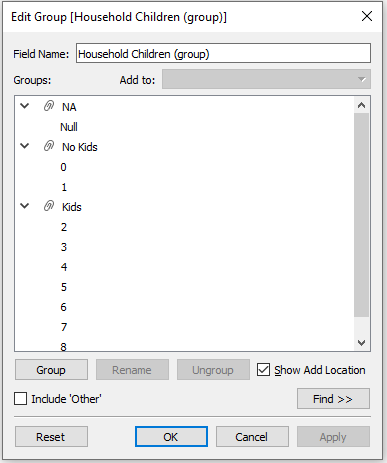 Edit Group [Household Children (group)]
Field Name: Household Children (group)
Groups: Add to:
NA
Null
No Kids
0
1
Kids
2
3
4
5
6
7
8
Group Rename Ungroup Show Add Location
Include 'Other' Find >>
Reset OK Cancel Apply